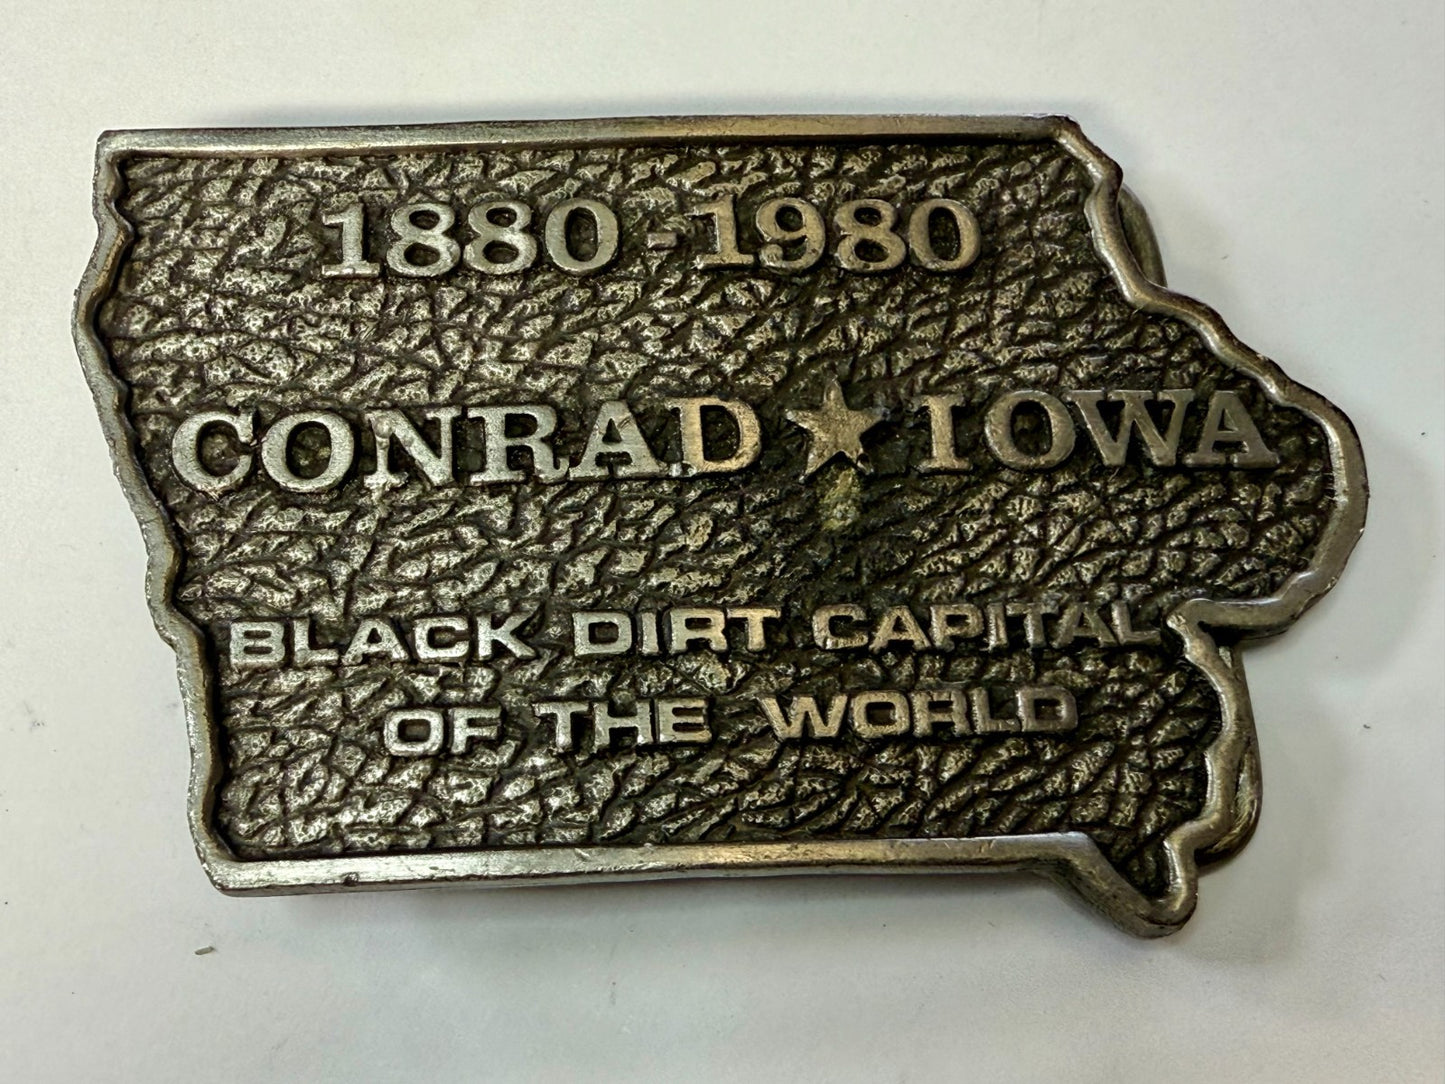 1880 - 1980
CONRAD ★ IOWA
BLACK DIRT CAPITAL
OF THE WORLD